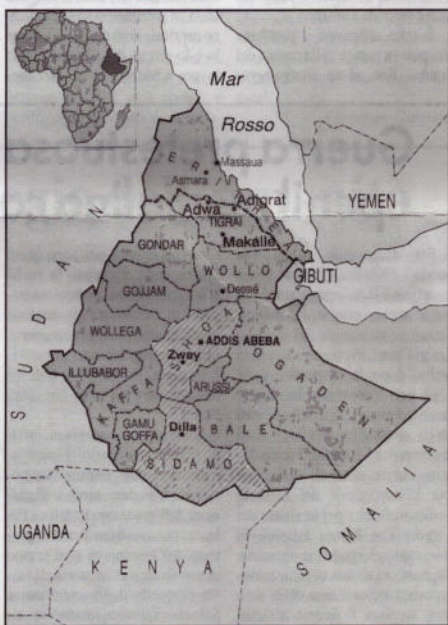 Mar
Rosso
ERITREA
Massaua
Asmara
Adwa
Adigrat
TIGRAI
YEMEN
Makallè
GONDAR
WOLLO
GIBUTI
SUDAN
GOJJAM
Dessiè
WOLLEGA
SHOA
ADDIS ABEBA
Zway
OGADEN
ILLUBABOR
KAFFA
ARUSSI
GAMU
GOFFA
Dilla
BALE
SIDAMO
UGANDA
KENYA
SOMALIA